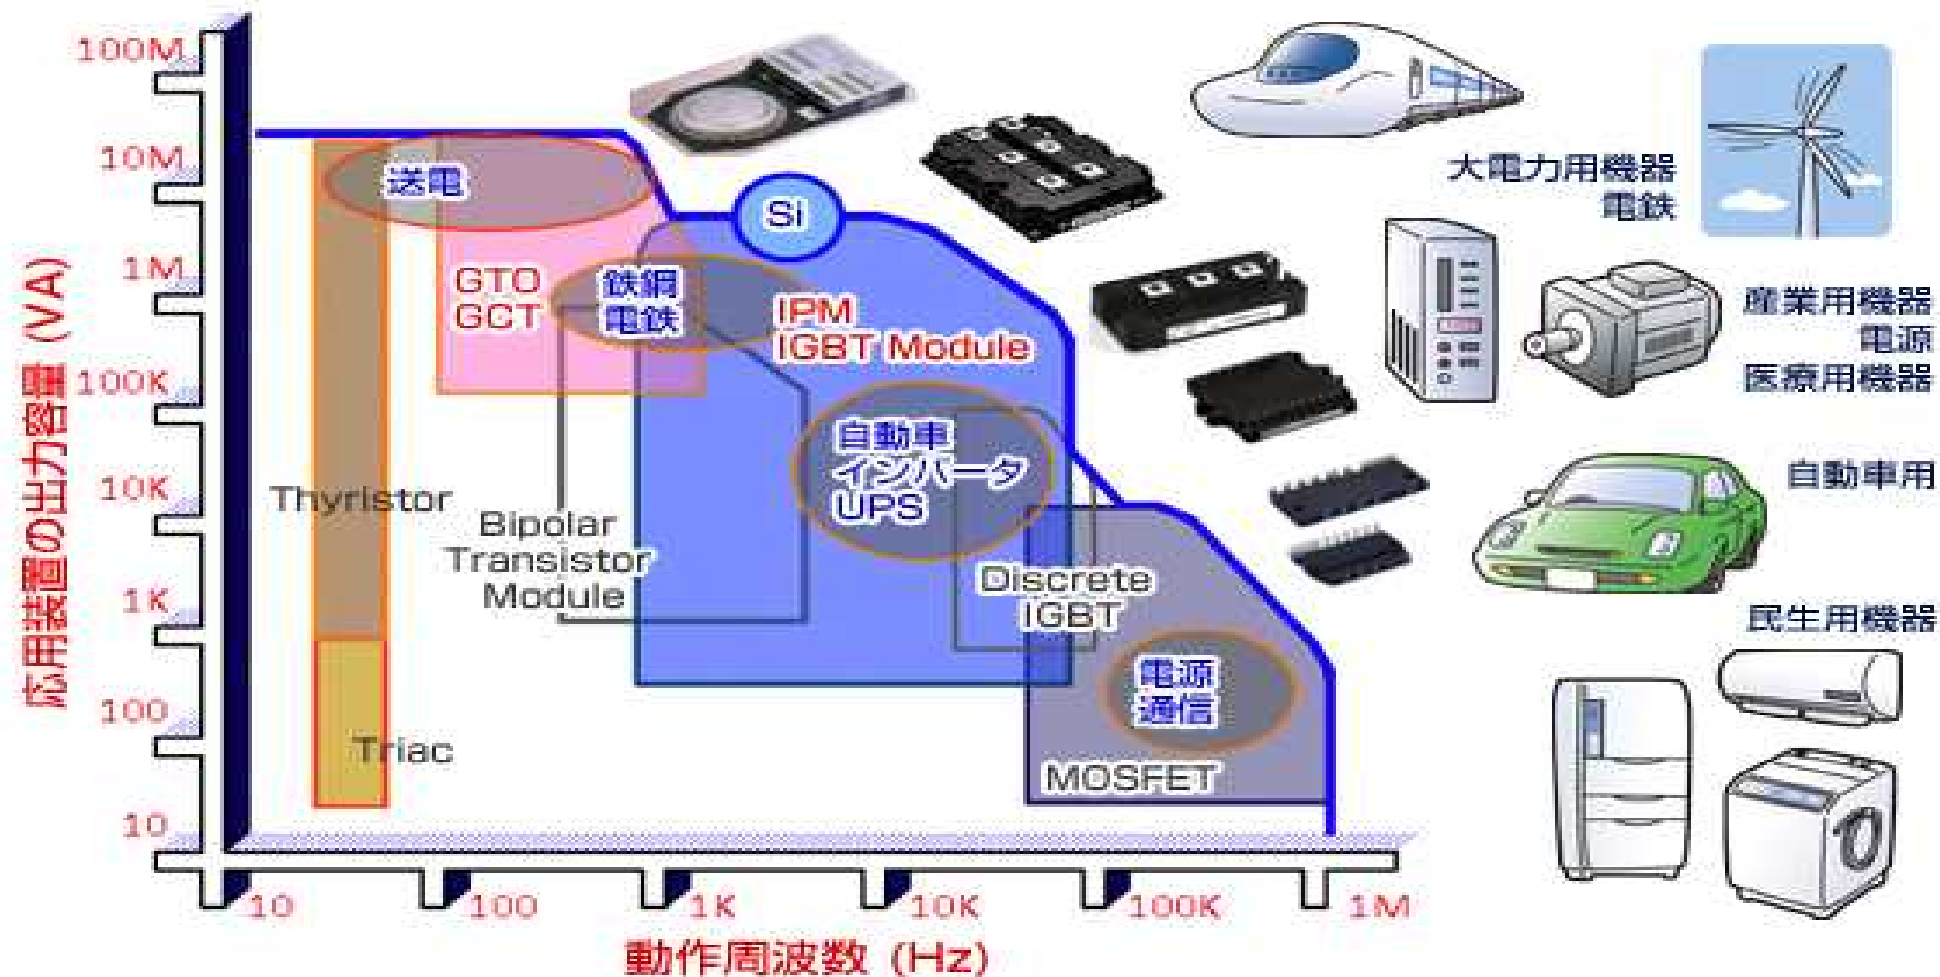 応用装置の出力容量 (VA)
100M
10M
1M
100K
10K
1K
100
10
送電
Si
GTO
GCT
鉄鋼
電鉄
IPM
IGBT Module
自動車
インバータ
UPS
Thyristor
Bipolar
Transistor
Module
Discrete
IGBT
電源
通信
Triac
MOSFET
10
100
1K
10K
100K
1M
動作周波数 (Hz)
大電力用機器
電鉄
産業用機器
電源
医療用機器
自動車用
民生用機器